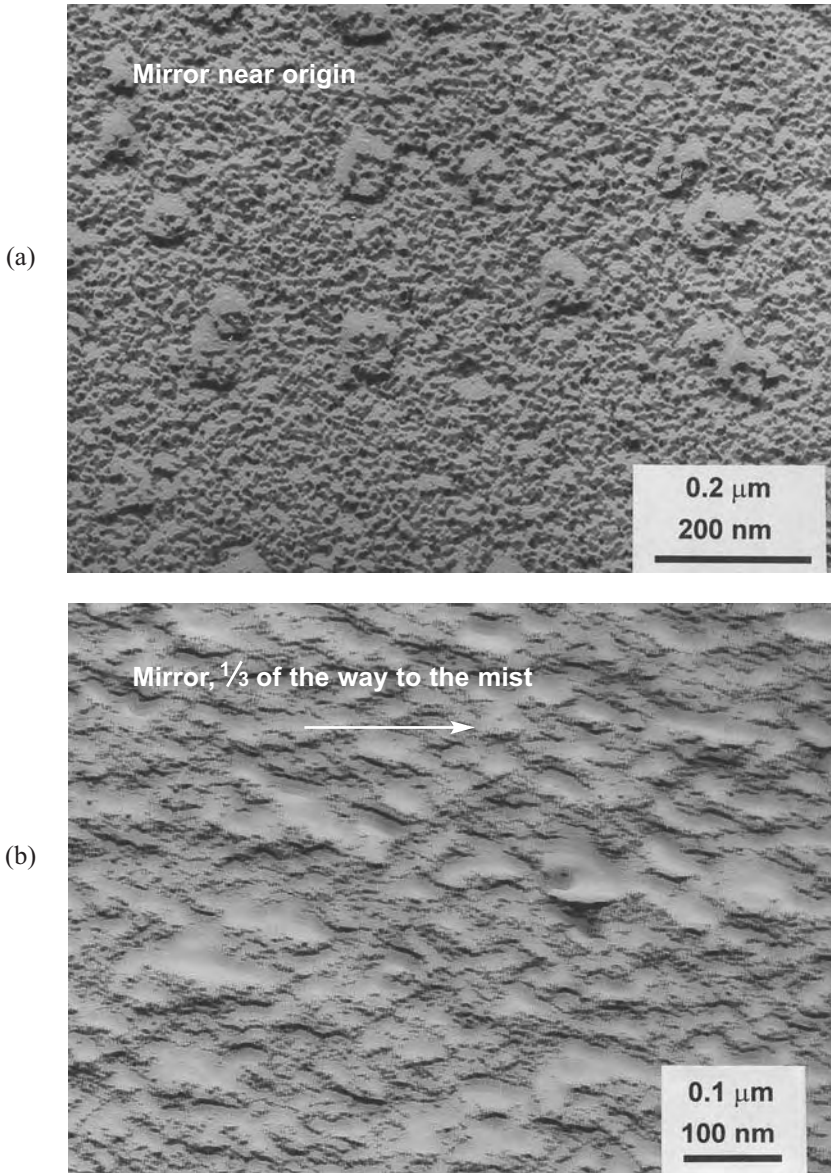 Mirror near origin
(a)
0.2 μm
200 nm
Mirror, ⅓ of the way to the mist
(b)
0.1 μm
100 nm